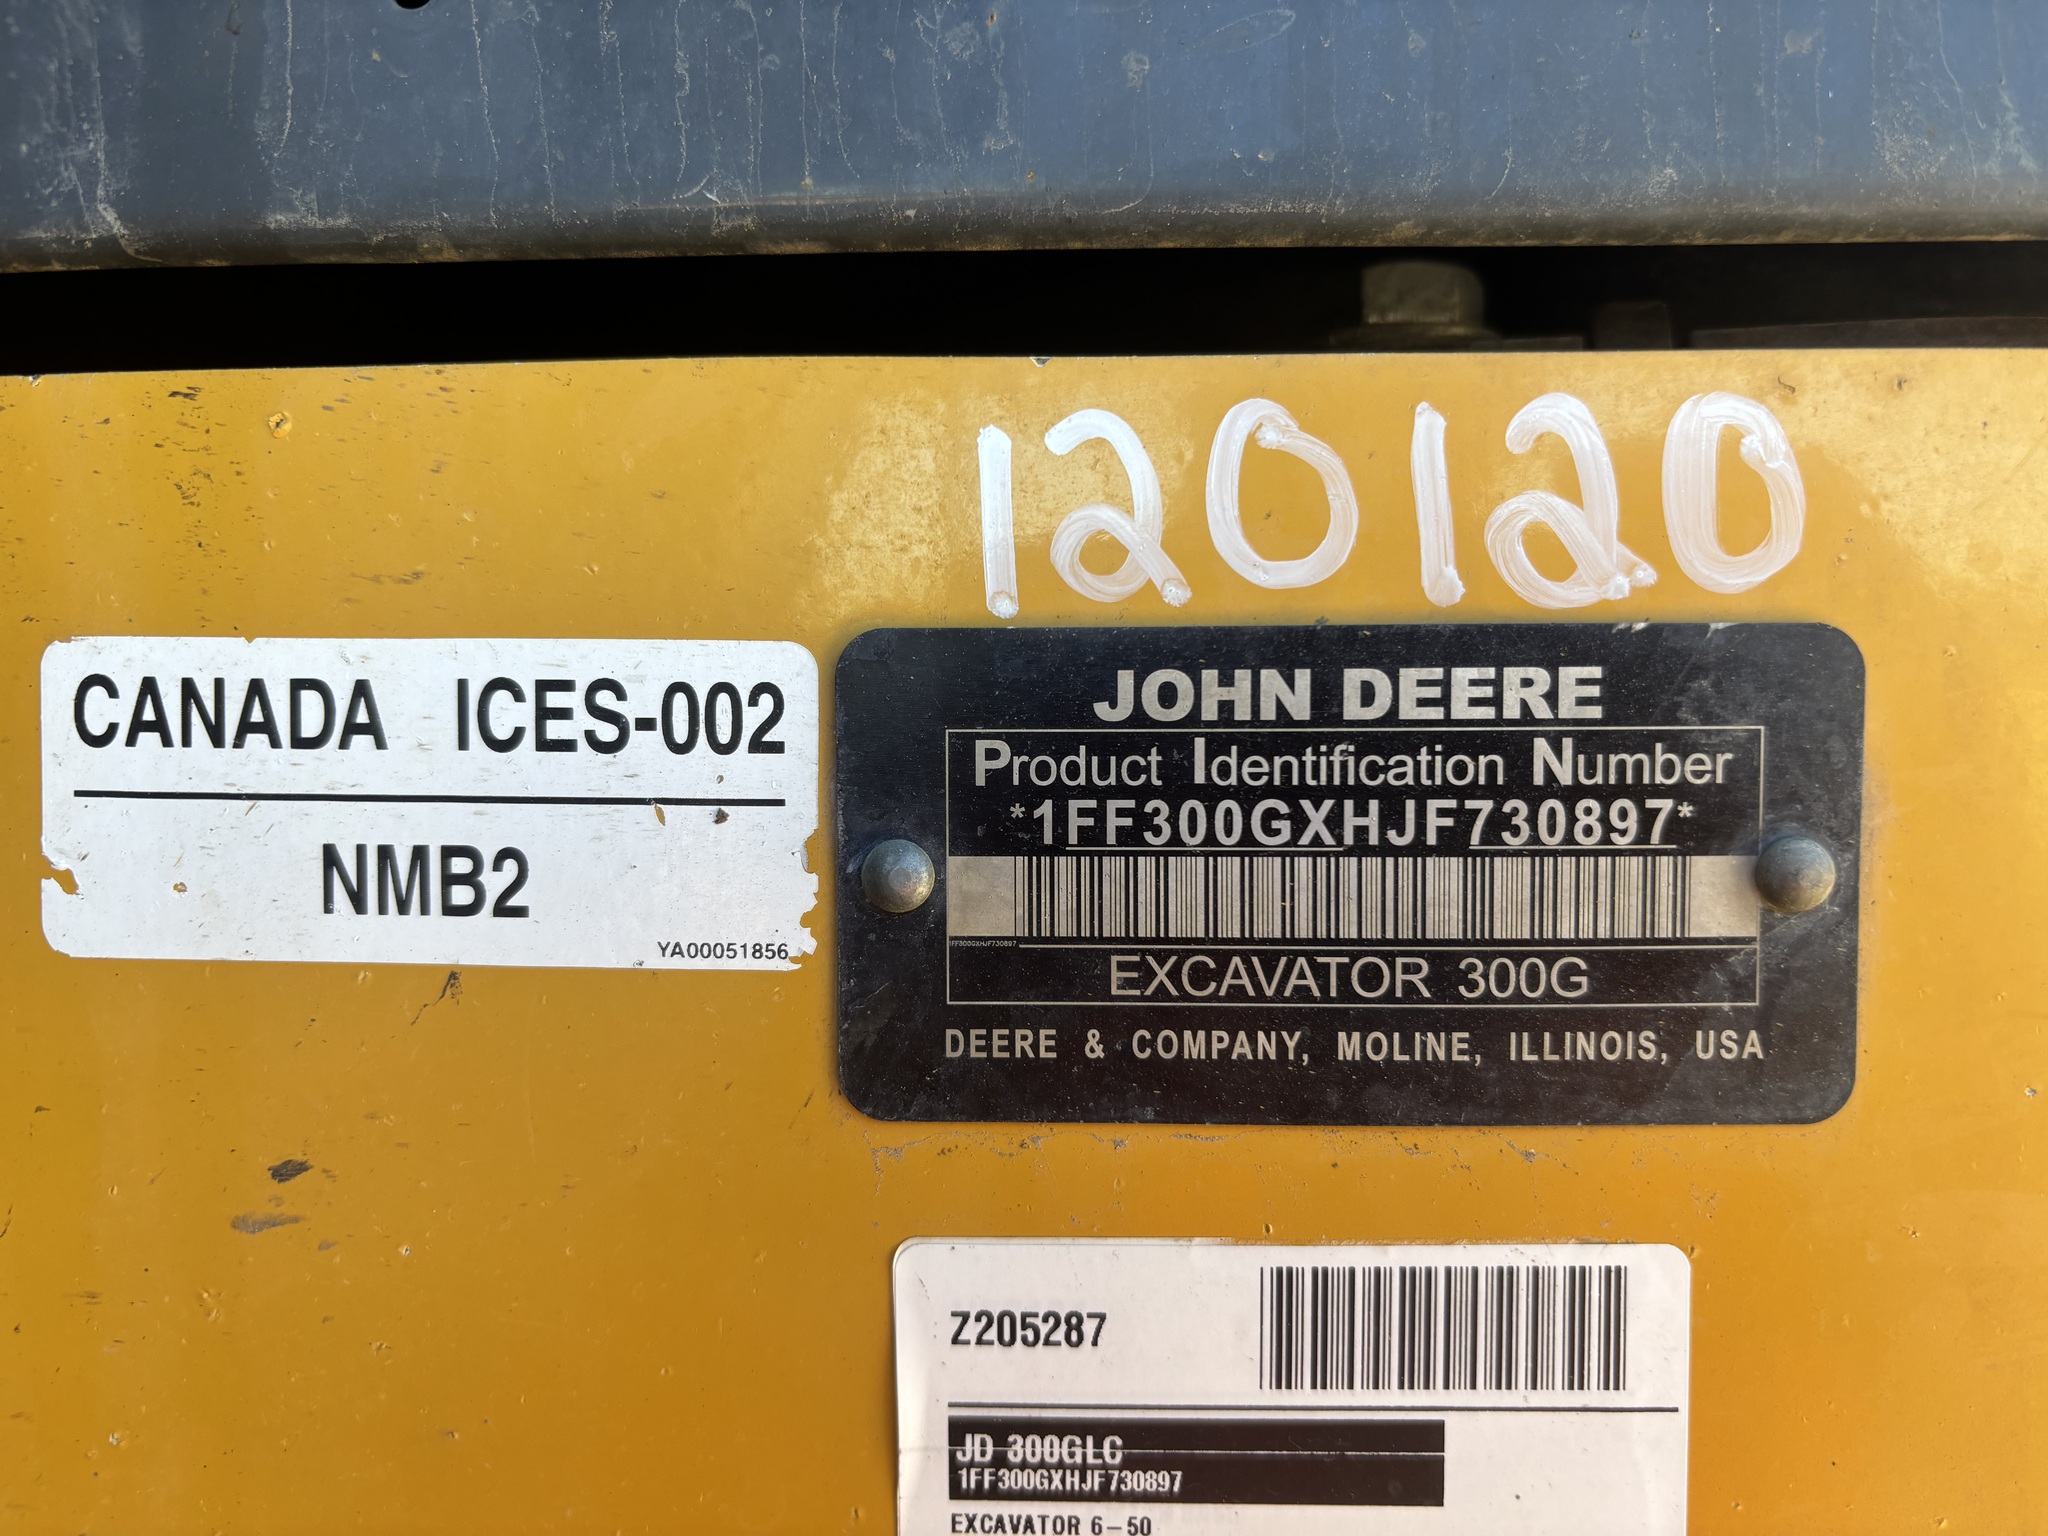 120120
CANADA ICES-002
NMB2
YA00051856
JOHN DEERE
Product Identification Number
*1FF300GXHJF730897*
1FF300GXHJF730897
EXCAVATOR 300G
DEERE & COMPANY, MOLINE, ILLINOIS, USA
Z205287
JD 300GLC
1FF300GXHJF730897
EXCAVATOR 6-50